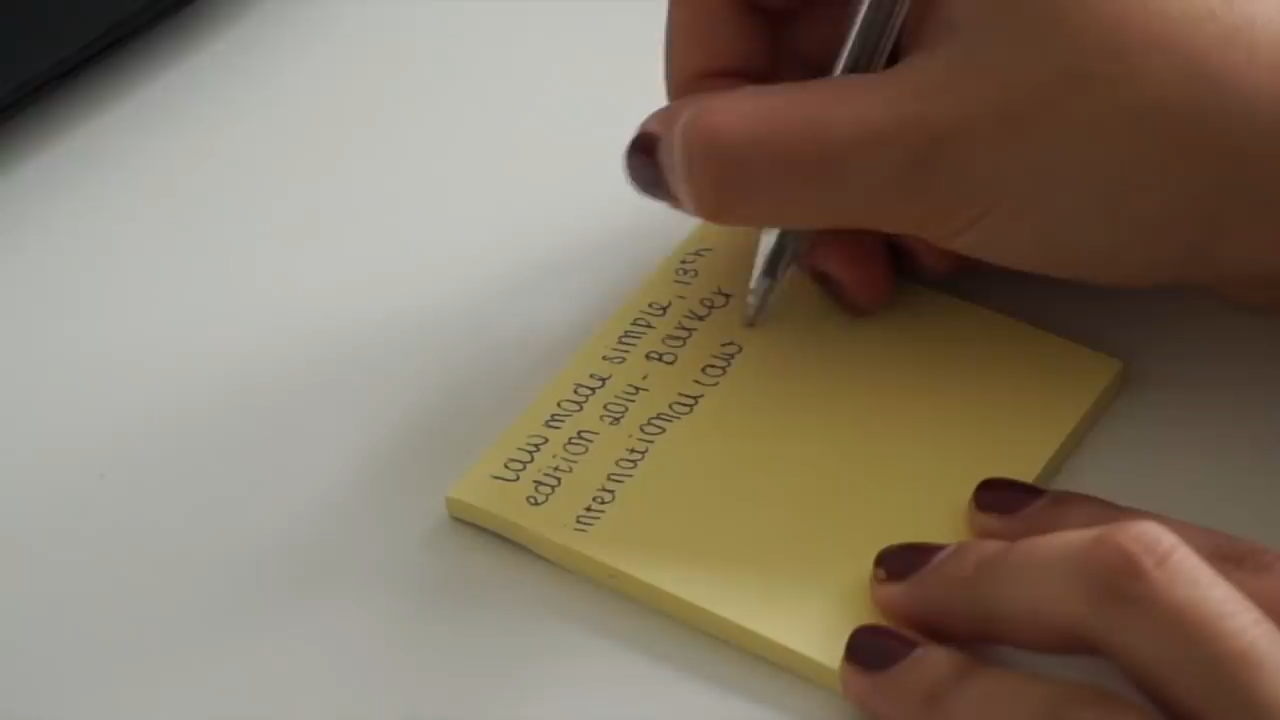 Law made simple, 13th
edition 2014 - Barker
international law